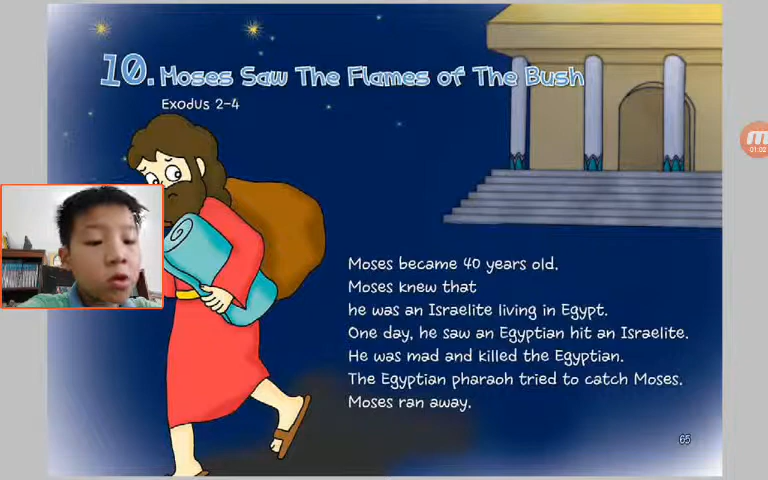 10. Moses Saw The Flames of The Bush
Exodus 2-4
Moses became 40 years old.
Moses knew that
he was an Israelite living in Egypt.
One day, he saw an Egyptian hit an Israelite.
He was mad and killed the Egyptian.
The Egyptian pharaoh tried to catch Moses.
Moses ran away.
65
01:02